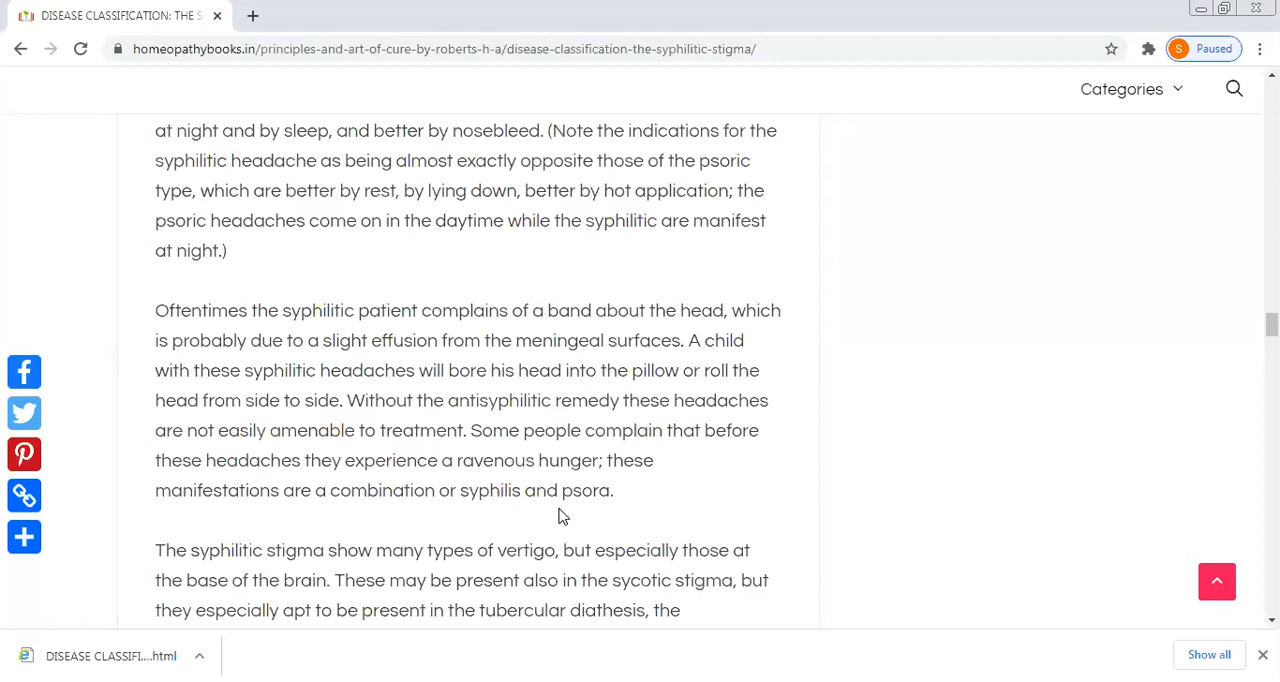 DISEASE CLASSIFICATION: THE S
homeopathybooks.in/principles-and-art-of-cure-by-roberts-h-a/disease-classification-the-syphilitic-stigma/
S Paused
Categories
at night and by sleep, and better by nosebleed. (Note the indications for the
syphilitic headache as being almost exactly opposite those of the psoric
type, which are better by rest, by lying down, better by hot application; the
psoric headaches come on in the daytime while the syphilitic are manifest
at night.)
Oftentimes the syphilitic patient complains of a band about the head, which
is probably due to a slight effusion from the meningeal surfaces. A child
with these syphilitic headaches will bore his head into the pillow or roll the
head from side to side. Without the antisyphilitic remedy these headaches
are not easily amenable to treatment. Some people complain that before
these headaches they experience a ravenous hunger; these
manifestations are a combination or syphilis and psora.
The syphilitic stigma show many types of vertigo, but especially those at
the base of the brain. These may be present also in the sycotic stigma, but
they especially apt to be present in the tubercular diathesis, the
DISEASE CLASSIFI....html
Show all